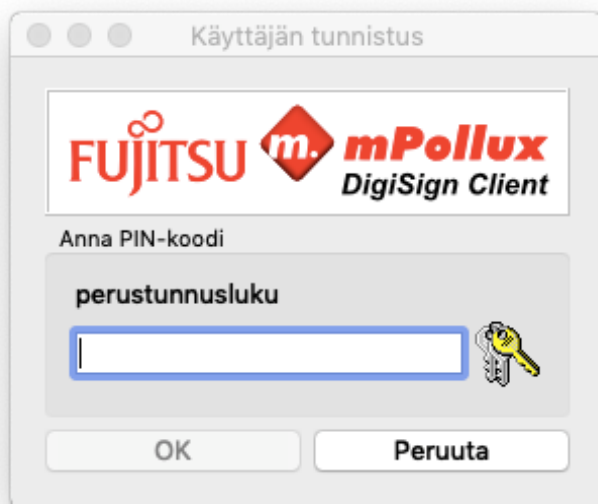 Käyttäjän tunnistus
FUJITSU m. mPollux
DigiSign Client
Anna PIN-koodi
perustunnusluku
OK Peruuta